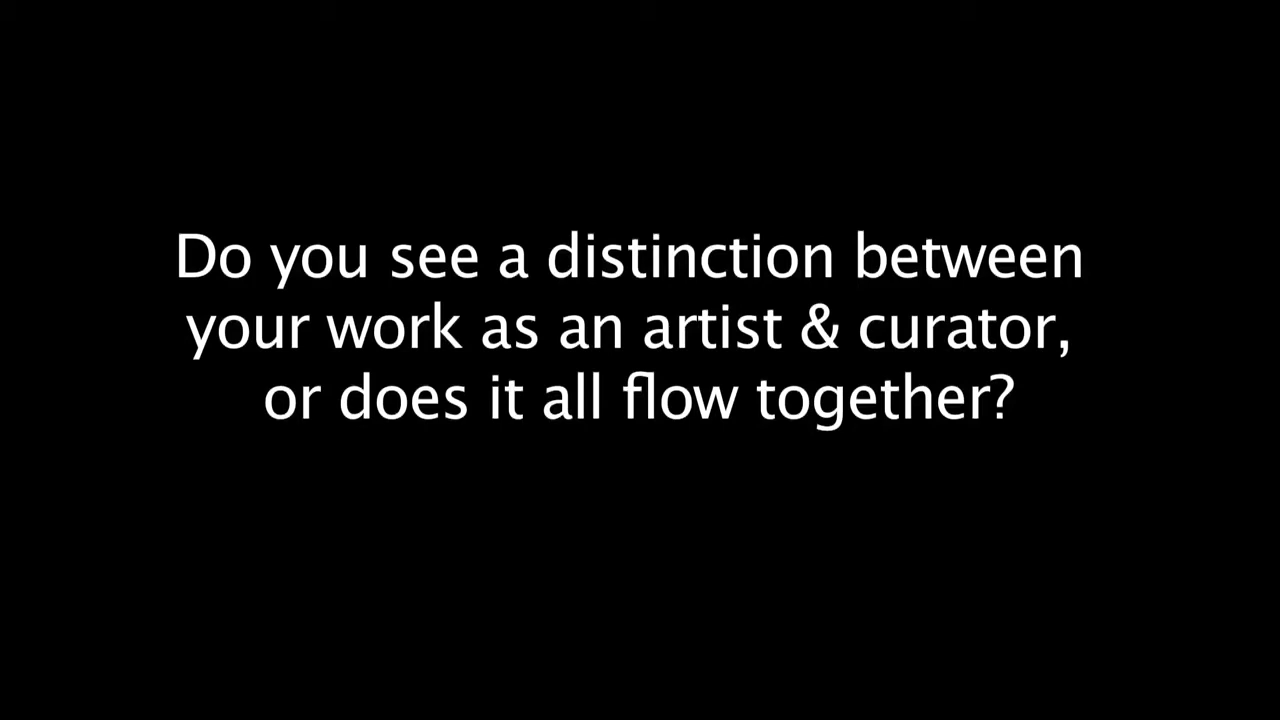 Do you see a distinction between
your work as an artist & curator,
or does it all flow together?